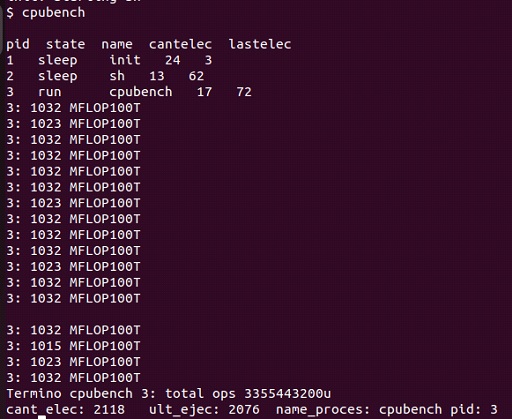 $ cpubench
pid state name cantelec lastelec
1 sleep init 24 3
2 sleep sh 13 62
3 run cpubench 17 72
3: 1032 MFLOP100T
3: 1023 MFLOP100T
3: 1032 MFLOP100T
3: 1032 MFLOP100T
3: 1032 MFLOP100T
3: 1032 MFLOP100T
3: 1023 MFLOP100T
3: 1032 MFLOP100T
3: 1032 MFLOP100T
3: 1032 MFLOP100T
3: 1023 MFLOP100T
3: 1032 MFLOP100T
3: 1032 MFLOP100T
3: 1032 MFLOP100T
3: 1015 MFLOP100T
3: 1023 MFLOP100T
3: 1032 MFLOP100T
Termino cpubench 3: total ops 3355443200u
cant_elec: 2118 ult_ejec: 2076 name_proces: cpubench pid: 3